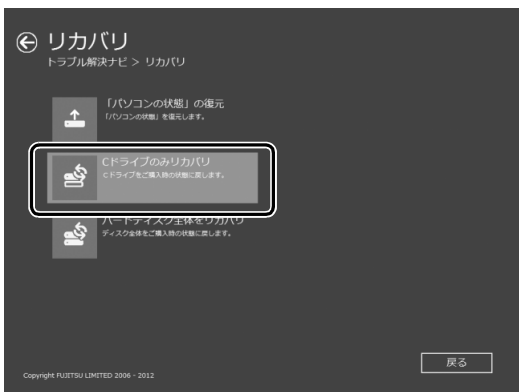 リカバリ
トラブル解決ナビ > リカバリ
「パソコンの状態」の復元
「パソコンの状態」を復元します。
Cドライブのみリカバリ
Cドライブをご購入時の状態に戻します。
ハードディスク全体をリカバリ
ディスク全体をご購入時の状態に戻します。
戻る
Copyright FUJITSU LIMITED 2006 - 2012